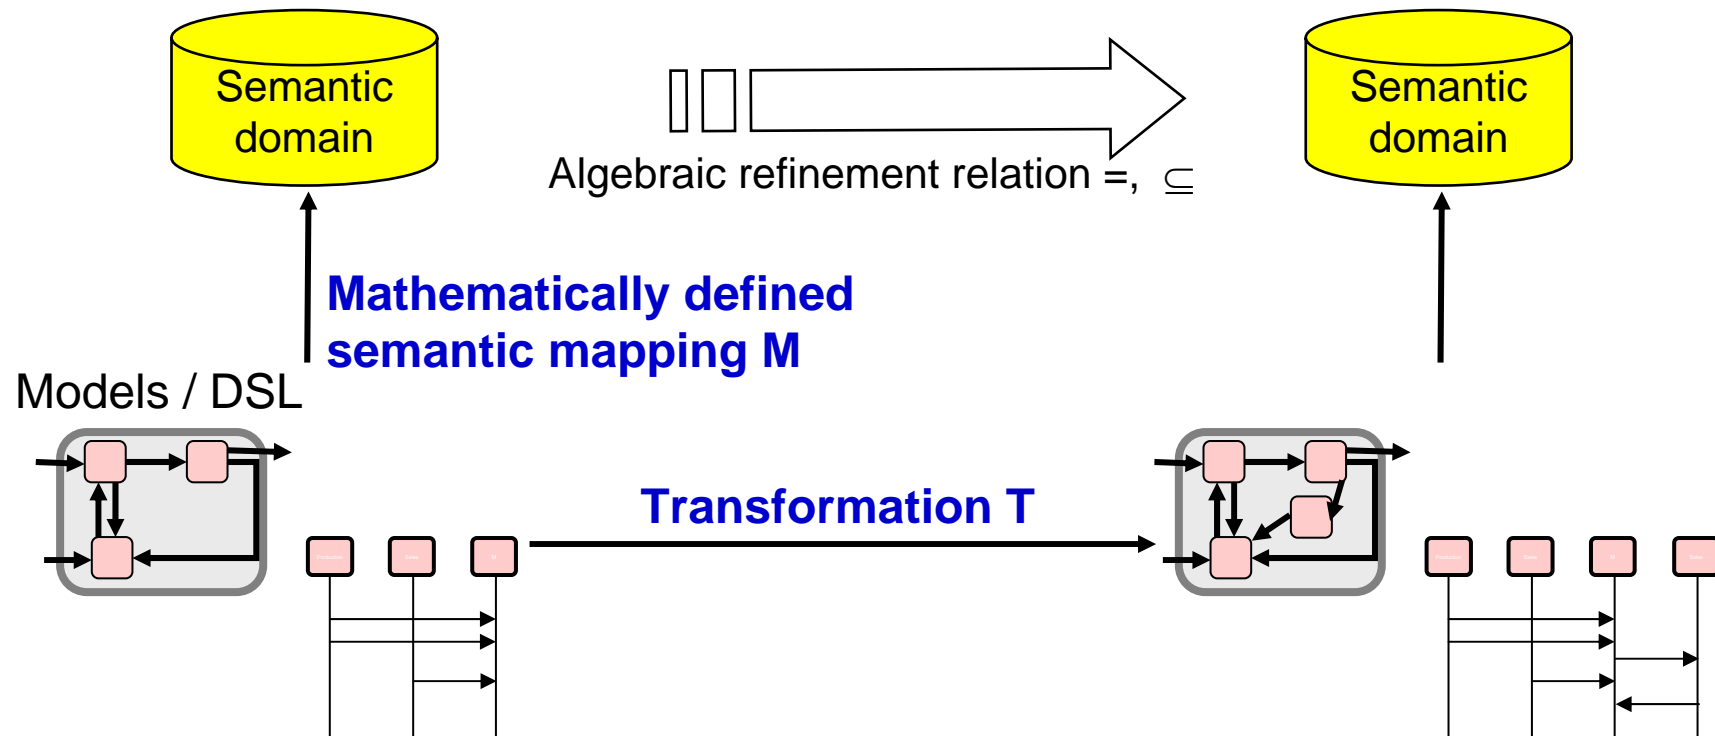 Semantic
domain
Semantic
domain
Algebraic refinement relation =, ⊆
Mathematically defined
semantic mapping M
Models / DSL
Transformation T